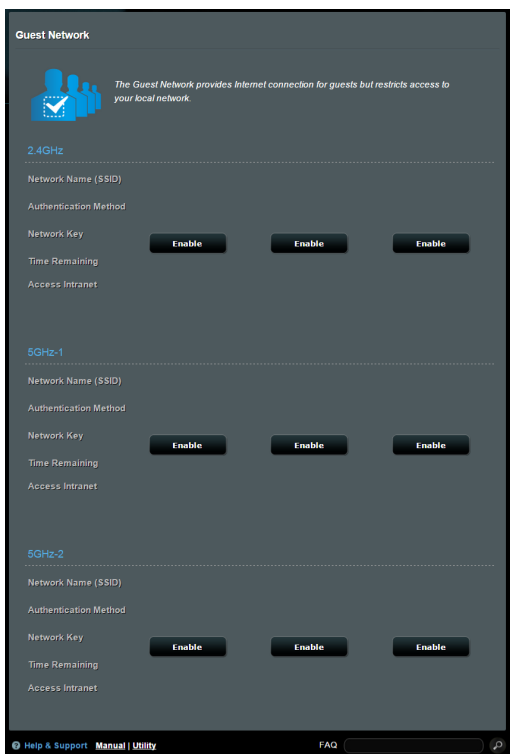 Guest Network
The Guest Network provides Internet connection for guests but restricts access to
your local network.
2.4GHz
Network Name (SSID)
Authentication Method
Network Key
Enable Enable Enable
Time Remaining
Access Intranet
5GHz-1
Network Name (SSID)
Authentication Method
Network Key
Enable Enable Enable
Time Remaining
Access Intranet
5GHz-2
Network Name (SSID)
Authentication Method
Network Key
Enable Enable Enable
Time Remaining
Access Intranet
Help & Support Manual | Utility FAQ